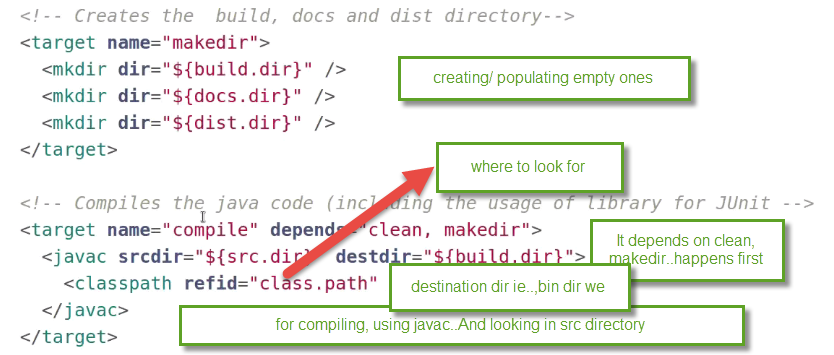 <!-- Creates the  build, docs and dist directory-->
<target name="makedir">
<mkdir dir="${build.dir}" />
creating/ populating empty ones
<mkdir dir="${docs.dir}" />
<mkdir dir="${dist.dir}" />
</target>
where to look for
<!-- Compiles the java code (including the usage of library for JUnit -->
<target name="compile" depends="clean, makedir">
<javac srcdir="${src.dir}" destdir="${build.dir}">
It depends on clean,
makedir..happens first
<classpath refid="class.path"
destination dir ie..,bin dir we
</javac>
for compiling, using javac..And looking in src directory
</target>